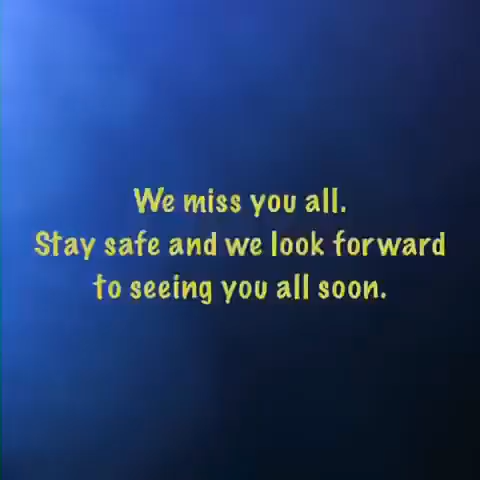 We miss you all.
Stay safe and we look forward
to seeing you all soon.